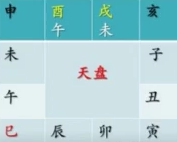 申 酉 戌 亥
午 未
未 子
天盘
午 丑
巳 辰 卯 寅